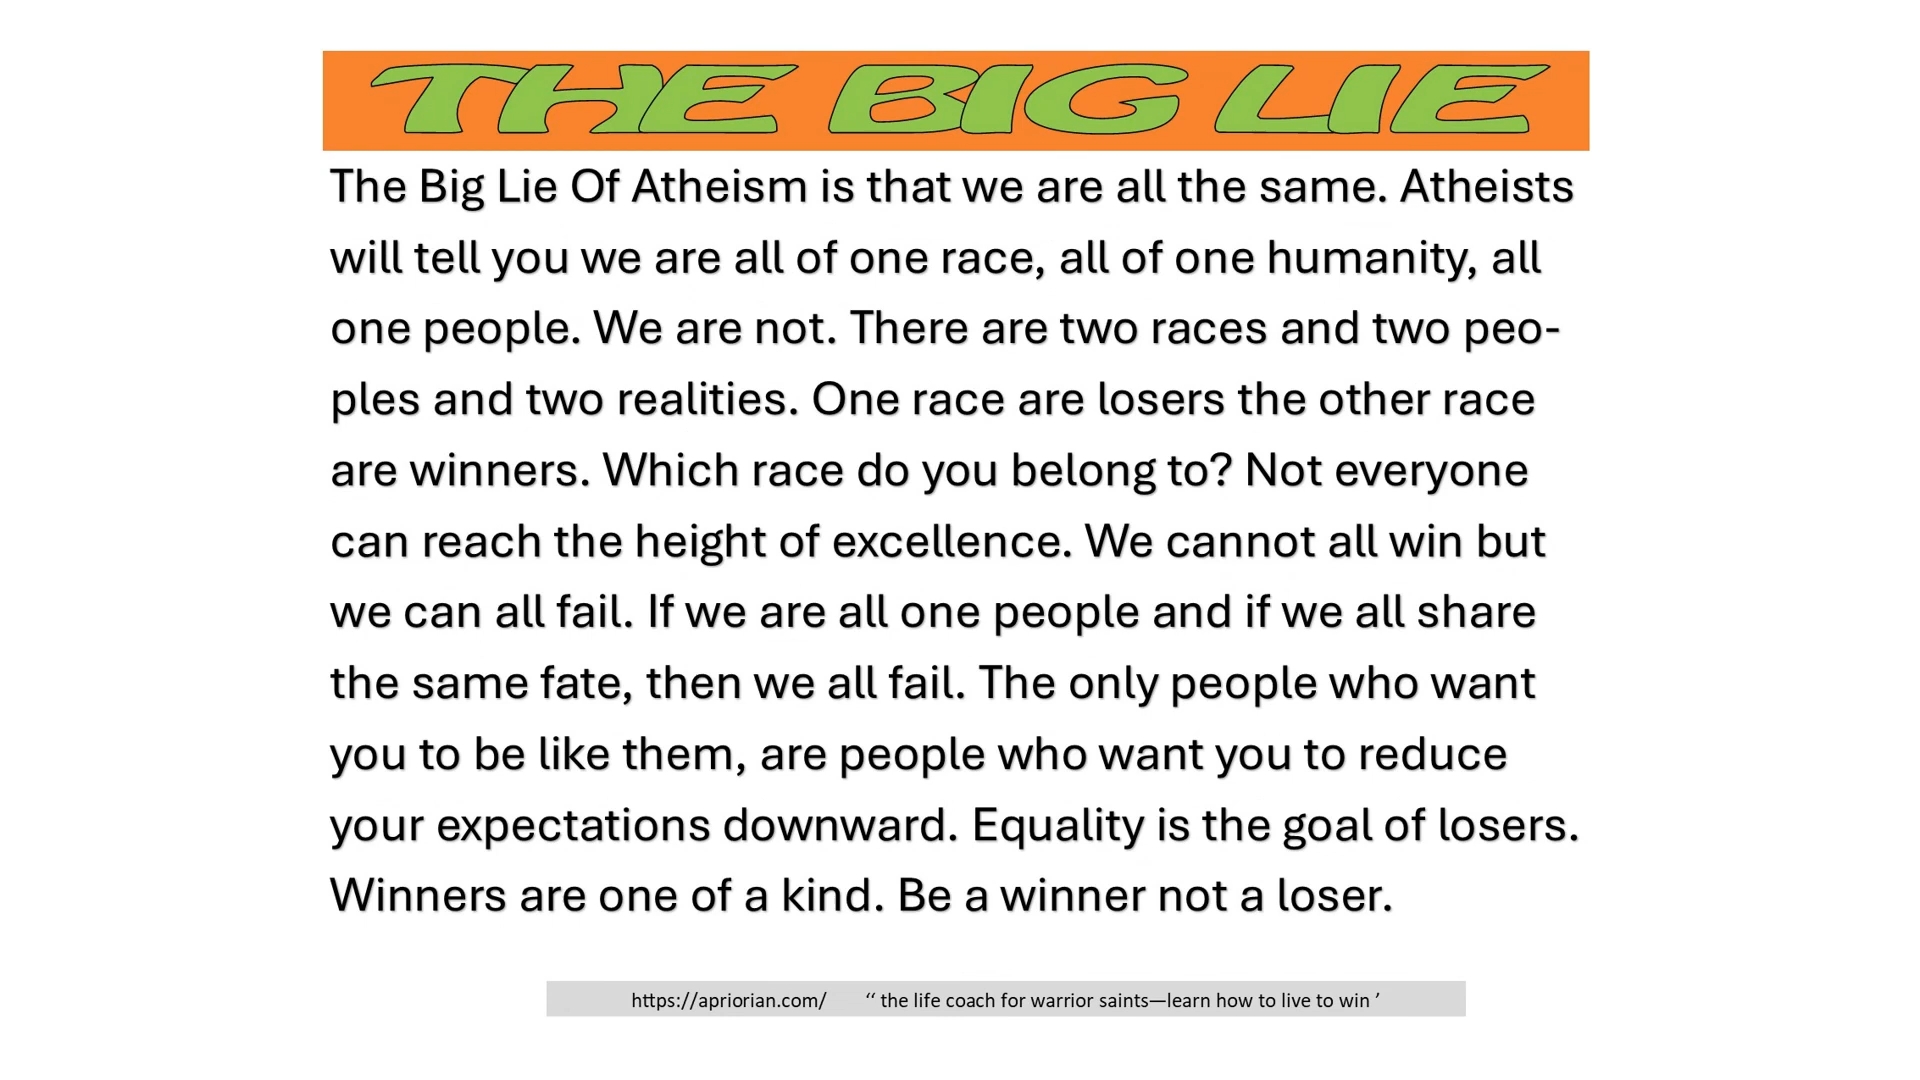 THE BIG LIE
The Big Lie Of Atheism is that we are all the same. Atheists
will tell you we are all of one race, all of one humanity, all
one people. We are not. There are two races and two peo-
ples and two realities. One race are losers the other race
are winners. Which race do you belong to? Not everyone
can reach the height of excellence. We cannot all win but
we can all fail. If we are all one people and if we all share
the same fate, then we all fail. The only people who want
you to be like them, are people who want you to reduce
your expectations downward. Equality is the goal of losers.
Winners are one of a kind. Be a winner not a loser.
https://apriorian.com/ “ the life coach for warrior saints—learn how to live to win ’